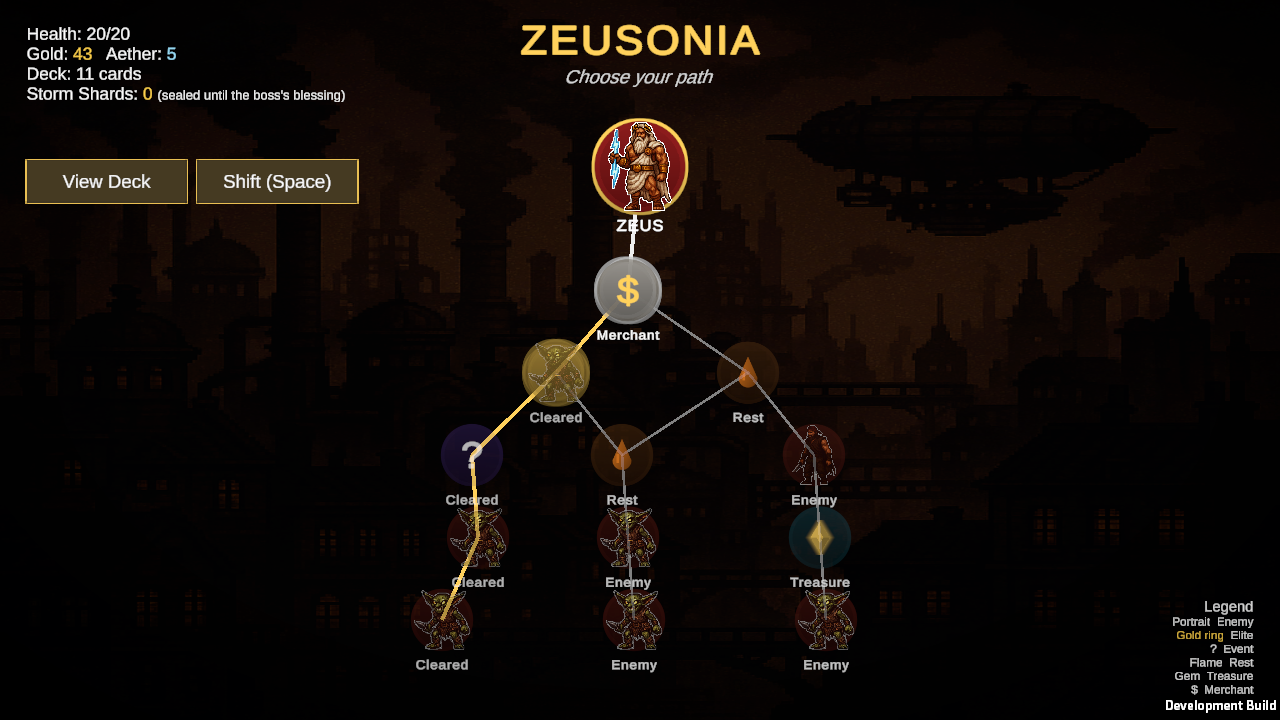 Health: 20/20
Gold: 43 Aether: 5
Deck: 11 cards
Storm Shards: 0 (sealed until the boss's blessing)
View Deck
Shift (Space)
ZEUSONIA
Choose your path
ZEUS
$
Merchant
Cleared
Rest
?
Cleared
Rest
Enemy
Cleared
Enemy
Treasure
Cleared
Enemy
Enemy
Legend
Portrait Enemy
Gold ring Elite
? Event
Flame Rest
Gem Treasure
$ Merchant
Development Build